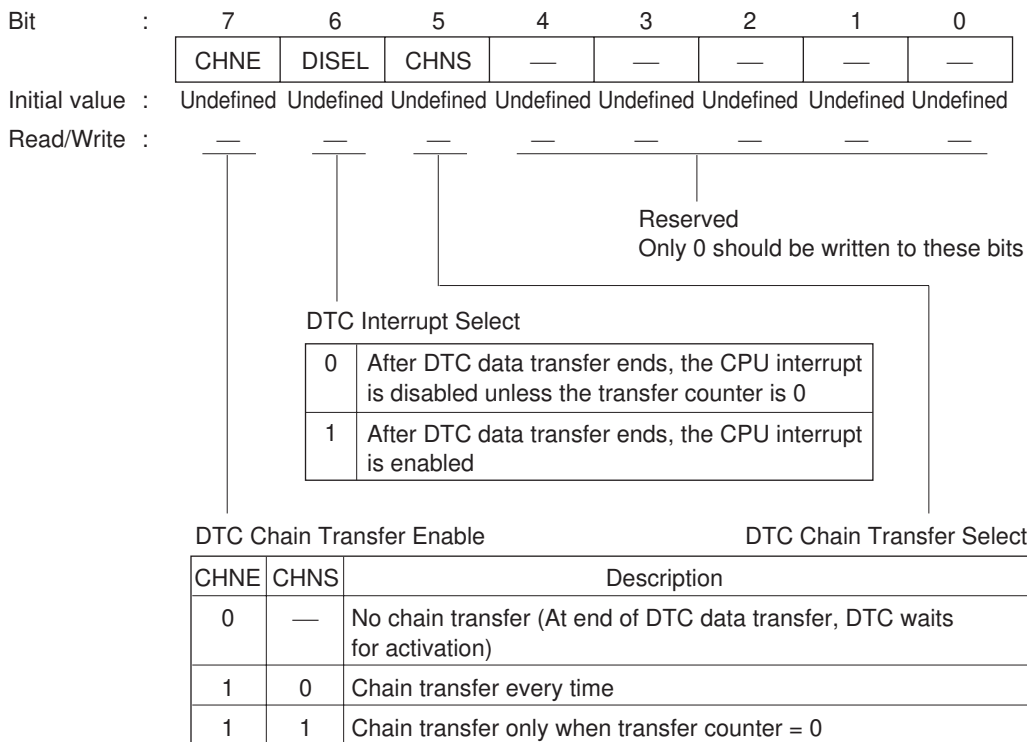 Bit : 7 6 5 4 3 2 1 0
CHNE DISEL CHNS — — — — —
Initial value : Undefined Undefined Undefined Undefined Undefined Undefined Undefined Undefined
Read/Write : — — — — — — — —
Reserved
Only 0 should be written to these bits
DTC Interrupt Select
0 After DTC data transfer ends, the CPU interrupt
is disabled unless the transfer counter is 0
1 After DTC data transfer ends, the CPU interrupt
is enabled
DTC Chain Transfer Enable DTC Chain Transfer Select
CHNE CHNS Description
0 — No chain transfer (At end of DTC data transfer, DTC waits
for activation)
1 0 Chain transfer every time
1 1 Chain transfer only when transfer counter = 0